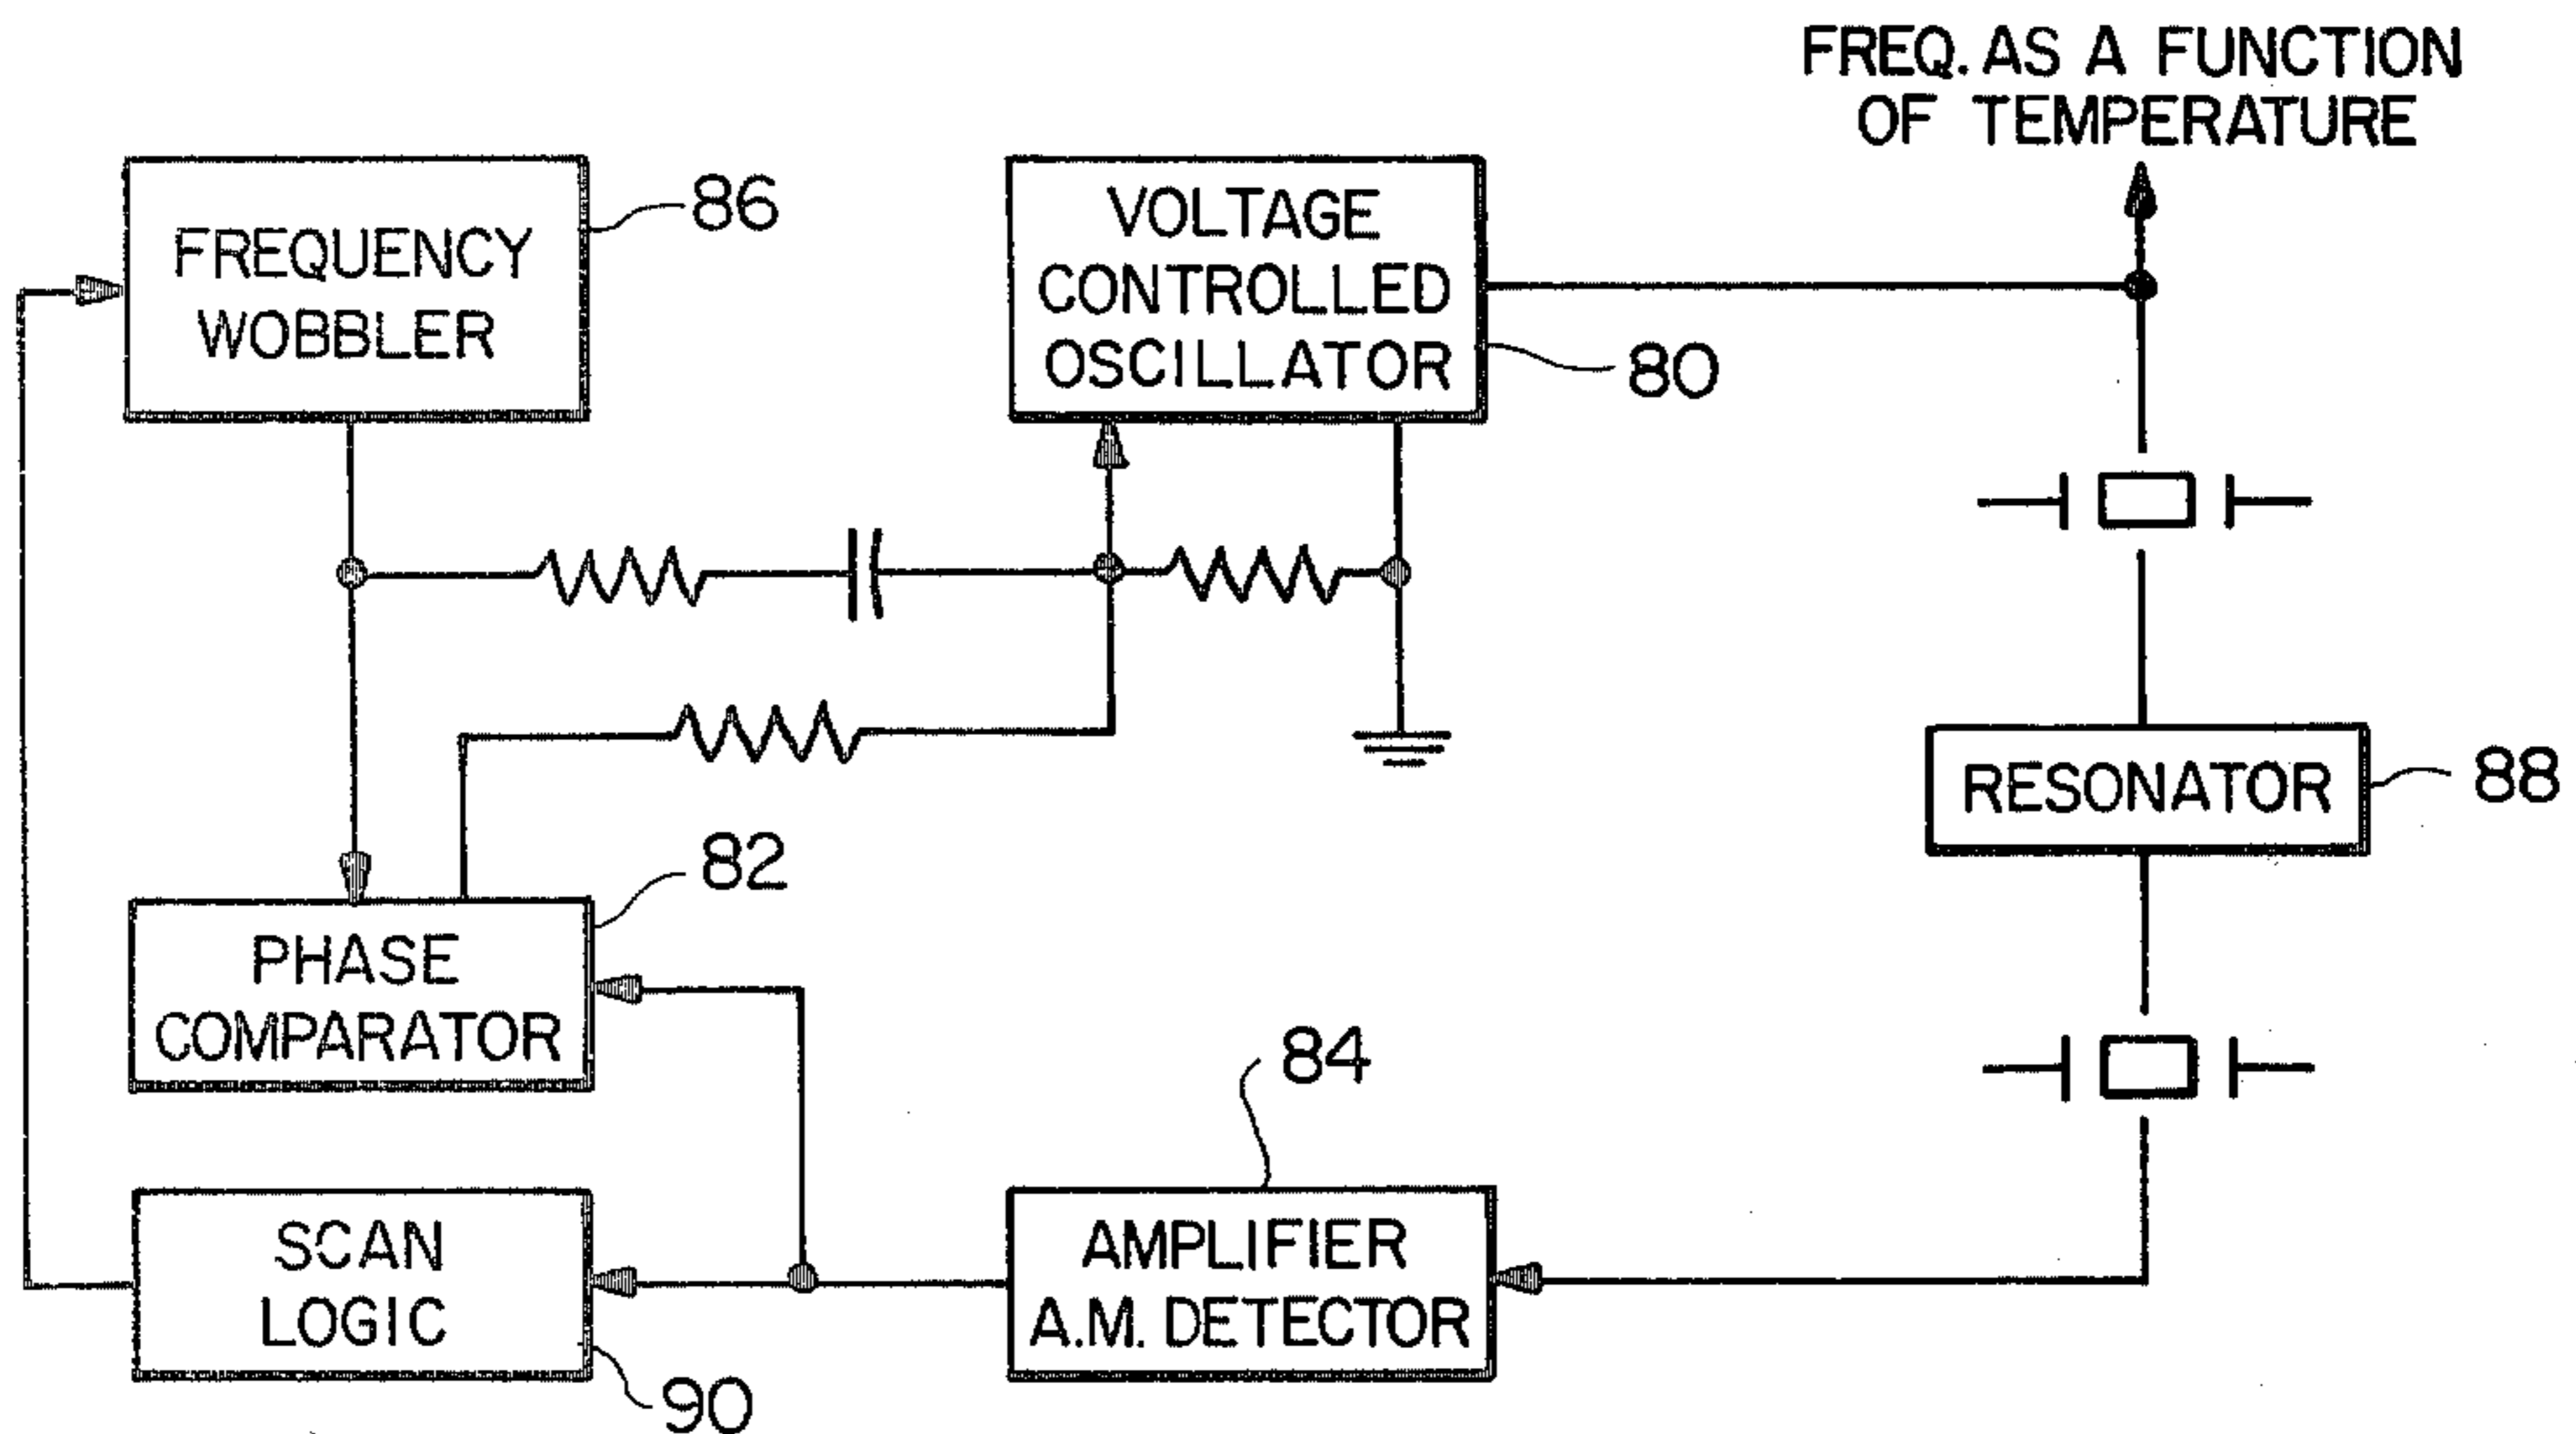 FREQ. AS A FUNCTION
OF TEMPERATURE
FREQUENCY
WOBBLER
86
VOLTAGE
CONTROLLED
OSCILLATOR
80
RESONATOR
88
PHASE
COMPARATOR
82
84
SCAN
LOGIC
90
AMPLIFIER
A.M. DETECTOR